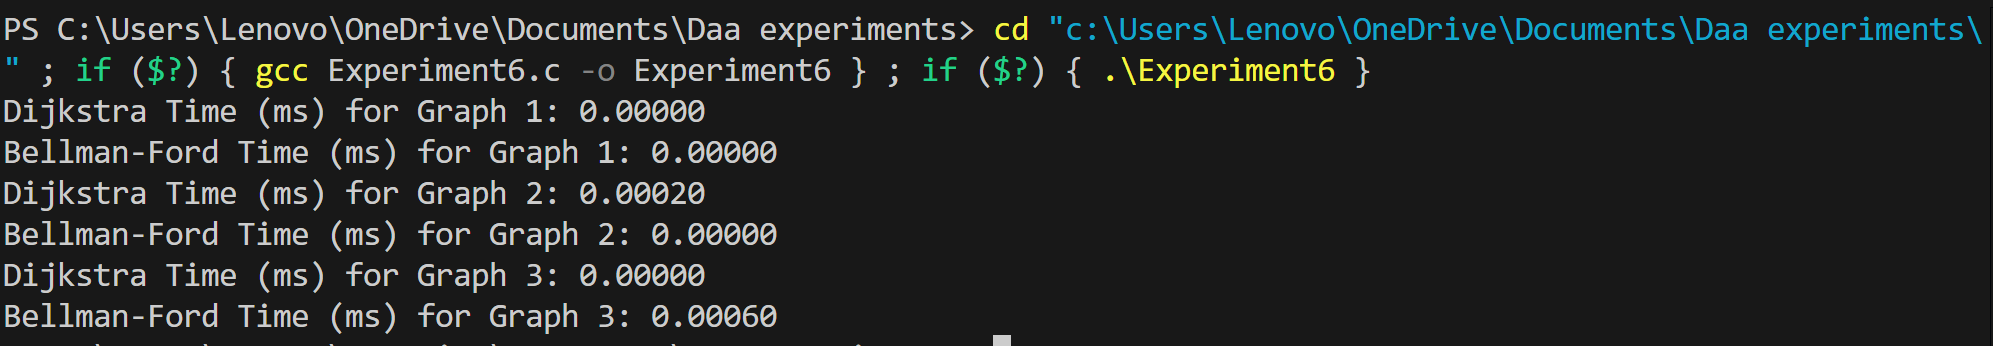 PS C:\Users\Lenovo\OneDrive\Documents\Daa experiments> cd "c:\Users\Lenovo\OneDrive\Documents\Daa experiments\
" ; if ($?) { gcc Experiment6.c -o Experiment6 } ; if ($?) { .\Experiment6 }
Dijkstra Time (ms) for Graph 1: 0.00000
Bellman-Ford Time (ms) for Graph 1: 0.00000
Dijkstra Time (ms) for Graph 2: 0.00020
Bellman-Ford Time (ms) for Graph 2: 0.00000
Dijkstra Time (ms) for Graph 3: 0.00000
Bellman-Ford Time (ms) for Graph 3: 0.00060